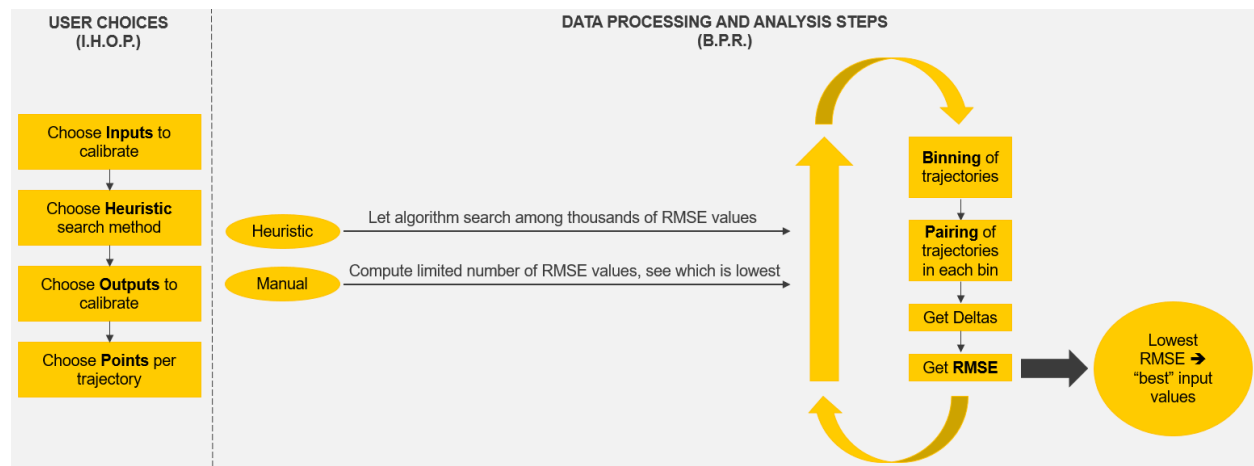 USER CHOICES
(I.H.O.P.)
Choose Inputs to
calibrate
Choose Heuristic
search method
Choose Outputs to
calibrate
Choose Points per
trajectory
DATA PROCESSING AND ANALYSIS STEPS
(B.P.R.)
Heuristic
Let algorithm search among thousands of RMSE values
Manual
Compute limited number of RMSE values, see which is lowest
Binning of
trajectories
Pairing of
trajectories
in each bin
Get Deltas
Get RMSE
Lowest
RMSE ➔
“best” input
values